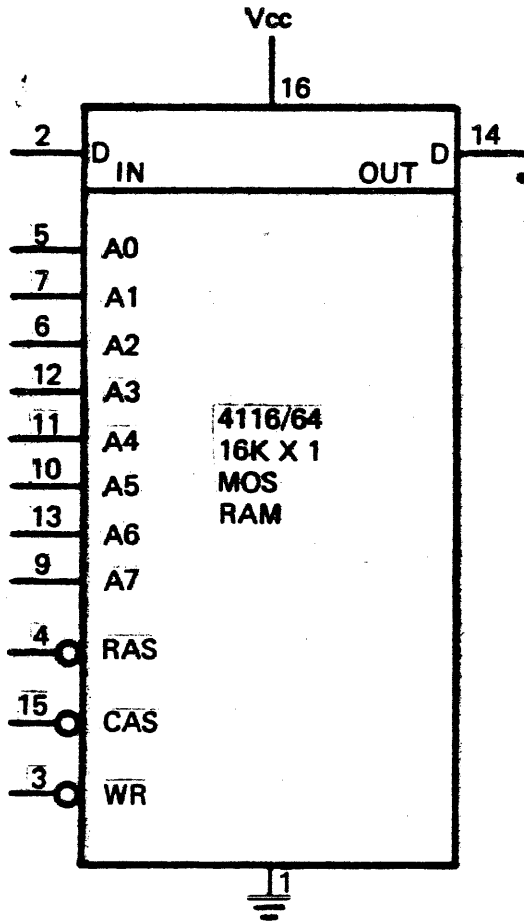 Vcc
16
2 D IN
D OUT 14
5 A0
7 A1
6 A2
12 A3
11 A4
10 A5
13 A6
9 A7
4116/64
16K X 1
MOS
RAM
4 RAS
15 CAS
3 WR
1